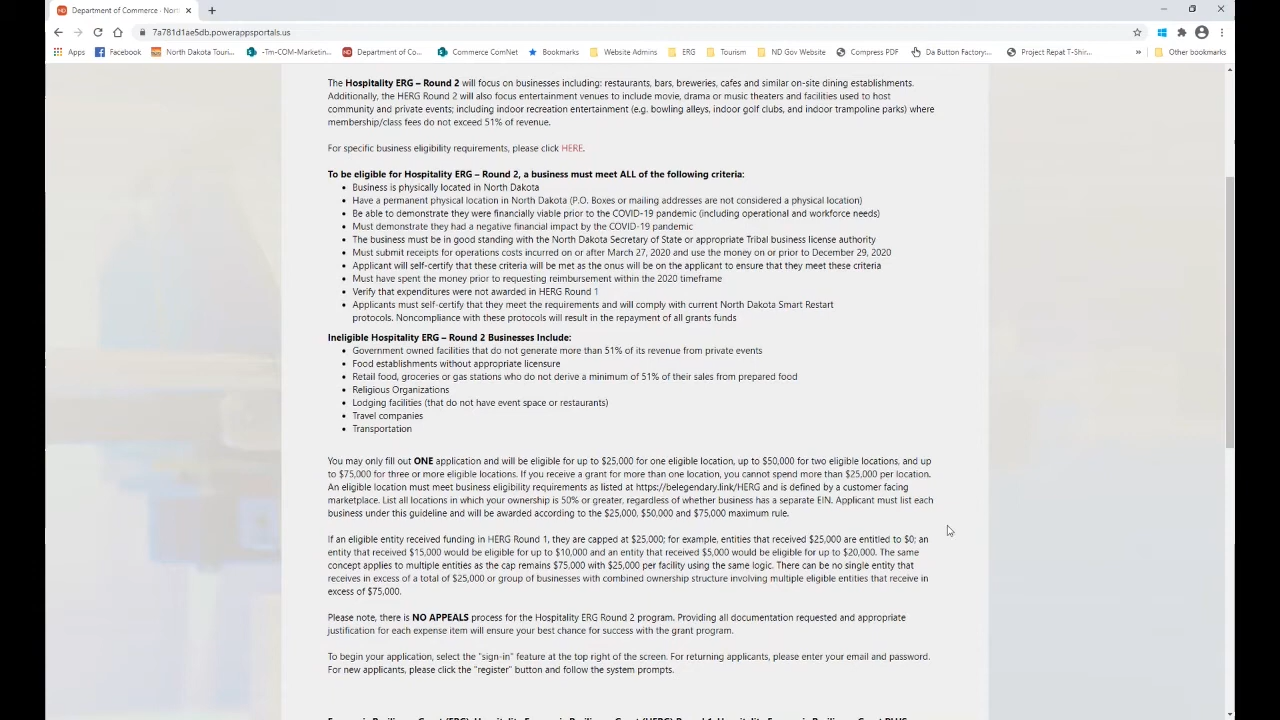 Department of Commerce - Nort
7a781d1ae5db.powerappsportals.us
Apps Facebook North Dakota Touri... -Tm-COM-Marketin... Department of Co... Commerce ComNet Bookmarks Website Admins ERG Tourism ND Gov Website Compress PDF Da Button Factory:... Project Repat T-Shir... » Other bookmarks
The Hospitality ERG – Round 2 will focus on businesses including: restaurants, bars, breweries, cafes and similar on-site dining establishments.
Additionally, the HERG Round 2 will also focus entertainment venues to include movie, drama or music theaters and facilities used to host
community and private events; including indoor recreation entertainment (e.g. bowling alleys, indoor golf clubs, and indoor trampoline parks) where
membership/class fees do not exceed 51% of revenue.
For specific business eligibility requirements, please click HERE.
To be eligible for Hospitality ERG – Round 2, a business must meet ALL of the following criteria:
• Business is physically located in North Dakota
• Have a permanent physical location in North Dakota (P.O. Boxes or mailing addresses are not considered a physical location)
• Be able to demonstrate they were financially viable prior to the COVID-19 pandemic (including operational and workforce needs)
• Must demonstrate they had a negative financial impact by the COVID-19 pandemic
• The business must be in good standing with the North Dakota Secretary of State or appropriate Tribal business license authority
• Must submit receipts for operations costs incurred on or after March 27, 2020 and use the money on or prior to December 29, 2020
• Applicant will self-certify that these criteria will be met as the onus will be on the applicant to ensure that they meet these criteria
• Must have spent the money prior to requesting reimbursement within the 2020 timeframe
• Verify that expenditures were not awarded in HERG Round 1
• Applicants must self-certify that they meet the requirements and will comply with current North Dakota Smart Restart
protocols. Noncompliance with these protocols will result in the repayment of all grants funds
Ineligible Hospitality ERG – Round 2 Businesses Include:
• Government owned facilities that do not generate more than 51% of its revenue from private events
• Food establishments without appropriate licensure
• Retail food, groceries or gas stations who do not derive a minimum of 51% of their sales from prepared food
• Religious Organizations
• Lodging facilities (that do not have event space or restaurants)
• Travel companies
• Transportation
You may only fill out ONE application and will be eligible for up to $25,000 for one eligible location, up to $50,000 for two eligible locations, and up
to $75,000 for three or more eligible locations. If you receive a grant for more than one location, you cannot spend more than $25,000 per location.
An eligible location must meet business eligibility requirements as listed at https://belegendary.link/HERG and is defined by a customer facing
marketplace. List all locations in which your ownership is 50% or greater, regardless of whether business has a separate EIN. Applicant must list each
business under this guideline and will be awarded according to the $25,000, $50,000 and $75,000 maximum rule.
If an eligible entity received funding in HERG Round 1, they are capped at $25,000; for example, entities that received $25,000 are entitled to $0; an
entity that received $15,000 would be eligible for up to $10,000 and an entity that received $5,000 would be eligible for up to $20,000. The same
concept applies to multiple entities as the cap remains $75,000 with $25,000 per facility using the same logic. There can be no single entity that
receives in excess of a total of $25,000 or group of businesses with combined ownership structure involving multiple eligible entities that receive in
excess of $75,000.
Please note, there is NO APPEALS process for the Hospitality ERG Round 2 program. Providing all documentation requested and appropriate
justification for each expense item will ensure your best chance for success with the grant program.
To begin your application, select the "sign-in" feature at the top right of the screen. For returning applicants, please enter your email and password.
For new applicants, please click the "register" button and follow the system prompts.